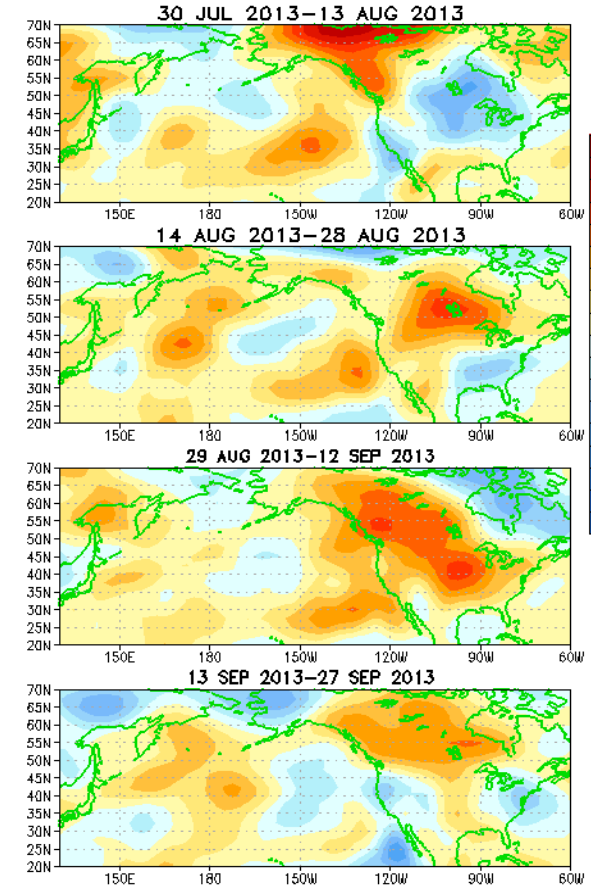 30 JUL 2013-13 AUG 2013
70N
65N
60N
55N
50N
45N
40N
35N
30N
25N
20N
150E 180 150W 120W 90W 60W
14 AUG 2013-28 AUG 2013
70N
65N
60N
55N
50N
45N
40N
35N
30N
25N
20N
150E 180 150W 120W 90W 60W
29 AUG 2013-12 SEP 2013
70N
65N
60N
55N
50N
45N
40N
35N
30N
25N
20N
150E 180 150W 120W 90W 60W
13 SEP 2013-27 SEP 2013
70N
65N
60N
55N
50N
45N
40N
35N
30N
25N
20N
150E 180 150W 120W 90W 60W